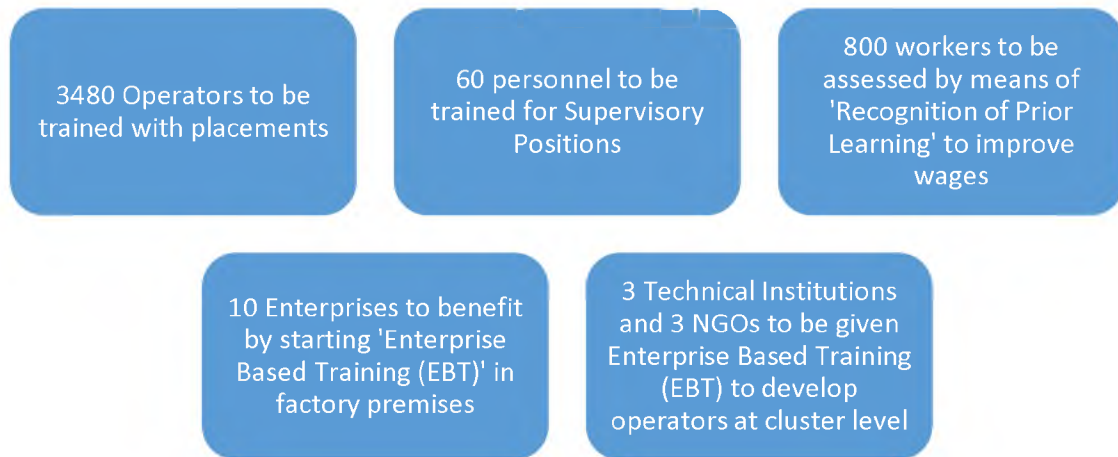 3480 Operators to be
trained with placements
60 personnel to be
trained for Supervisory
Positions
800 workers to be
assessed by means of
'Recognition of Prior
Learning' to improve
wages
10 Enterprises to benefit
by starting 'Enterprise
Based Training (EBT)' in
factory premises
3 Technical Institutions
and 3 NGOs to be given
Enterprise Based Training
(EBT) to develop
operators at cluster level